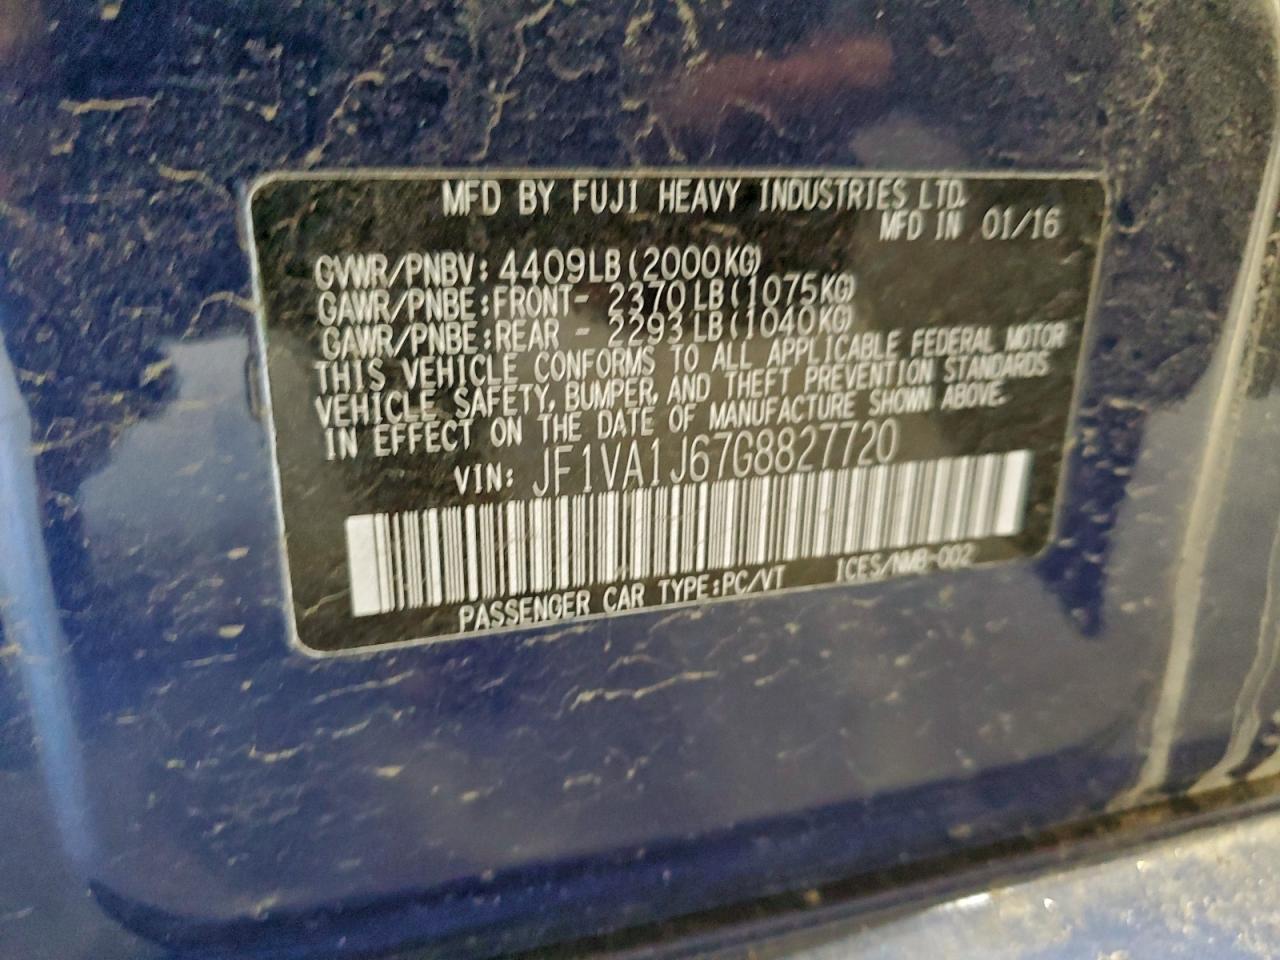 MFD BY FUJI HEAVY INDUSTRIES LTD.
MFD IN 01/16
GVWR/PNBV: 4409LB(2000KG)
GAWR/PNBE:FRONT- 2370LB(1075KG)
GAWR/PNBE:REAR - 2293LB(1040KG)
THIS VEHICLE CONFORMS TO ALL APPLICABLE FEDERAL MOTOR
VEHICLE SAFETY, BUMPER, AND THEFT PREVENTION STANDARDS
IN EFFECT ON THE DATE OF MANUFACTURE SHOWN ABOVE.
VIN: JF1VA1J67G8827720
PASSENGER CAR TYPE:PC/VT ICES/NMB-002